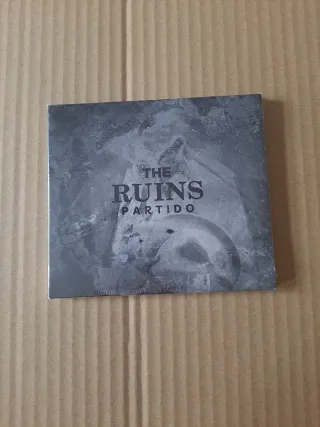 THE
RUINS
PARTIDO